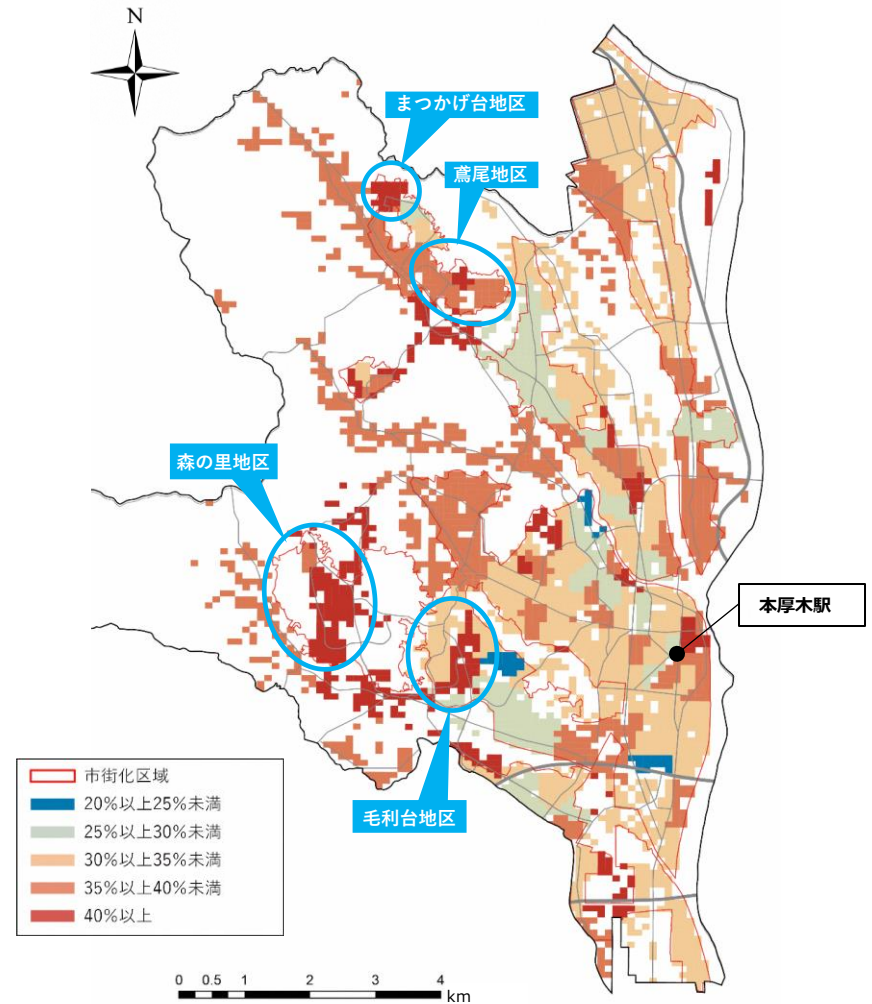 N
まつかげ台地区
鳶尾地区
森の里地区
本厚木駅
毛利台地区
市街化区域
20%以上25%未満
25%以上30%未満
30%以上35%未満
35%以上40%未満
40%以上
0 0.5 1 2 3 4
km